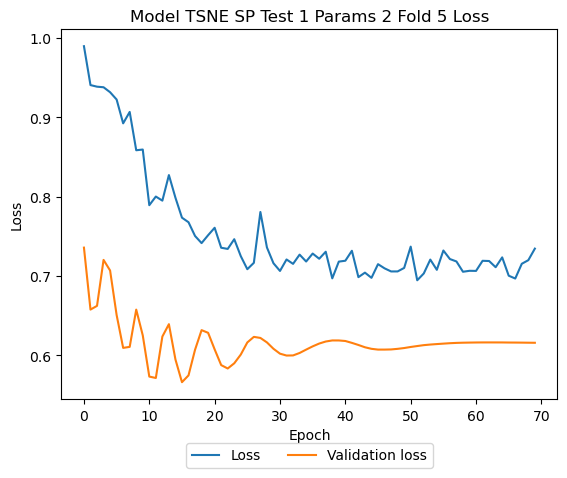 Model TSNE SP Test 1 Params 2 Fold 5 Loss
1.0
0.9
0.8
0.7
0.6
Loss
0 10 20 30 40 50 60 70
Epoch
Loss Validation loss